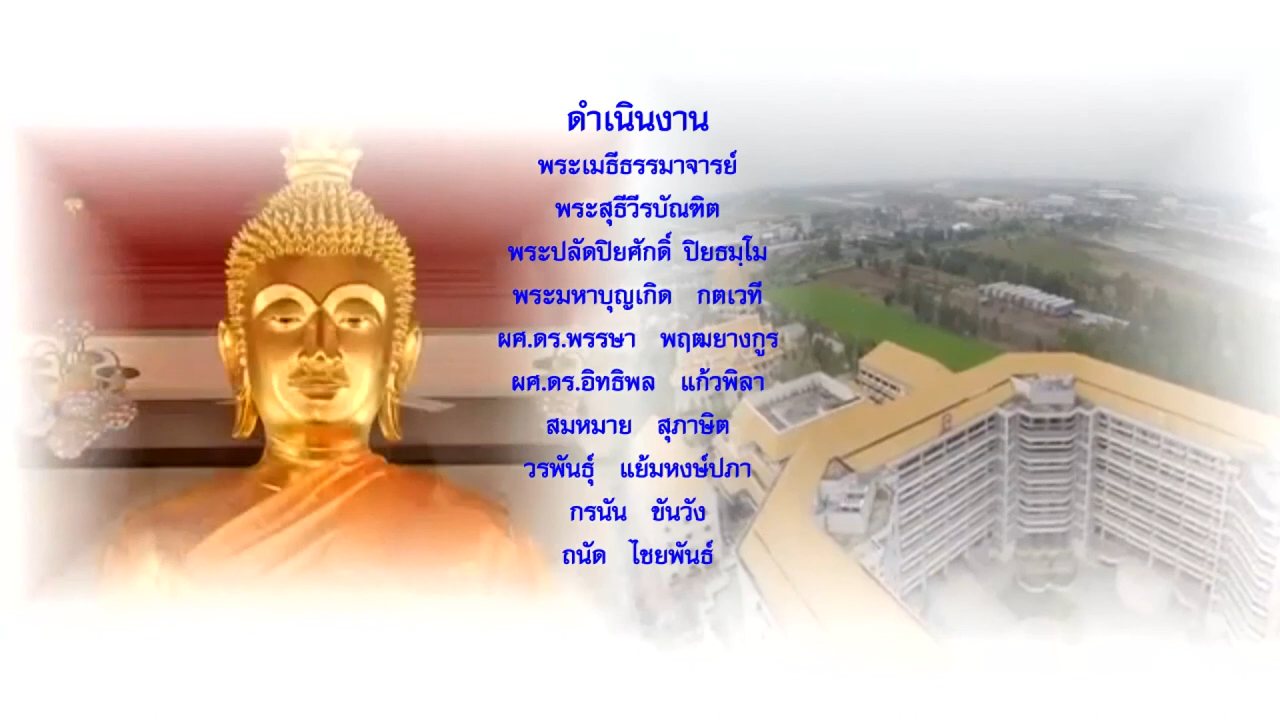 ดำเนินงาน
พระเมธีธรรมาจารย์
พระสุธีวีรบัณฑิต
พระปลัดปิยศักดิ์ ปิยธมฺโม
พระมหาบุญเกิด กตเวที
ผศ.ดร.พรรษา พฤฒยางกูร
ผศ.ดร.อิทธิพล แก้วพิลา
สมหมาย สุภาษิต
วรพันธุ์ แย้มหงษ์ปภา
กรนัน ขันวัง
ถนัด ไชยพันธ์